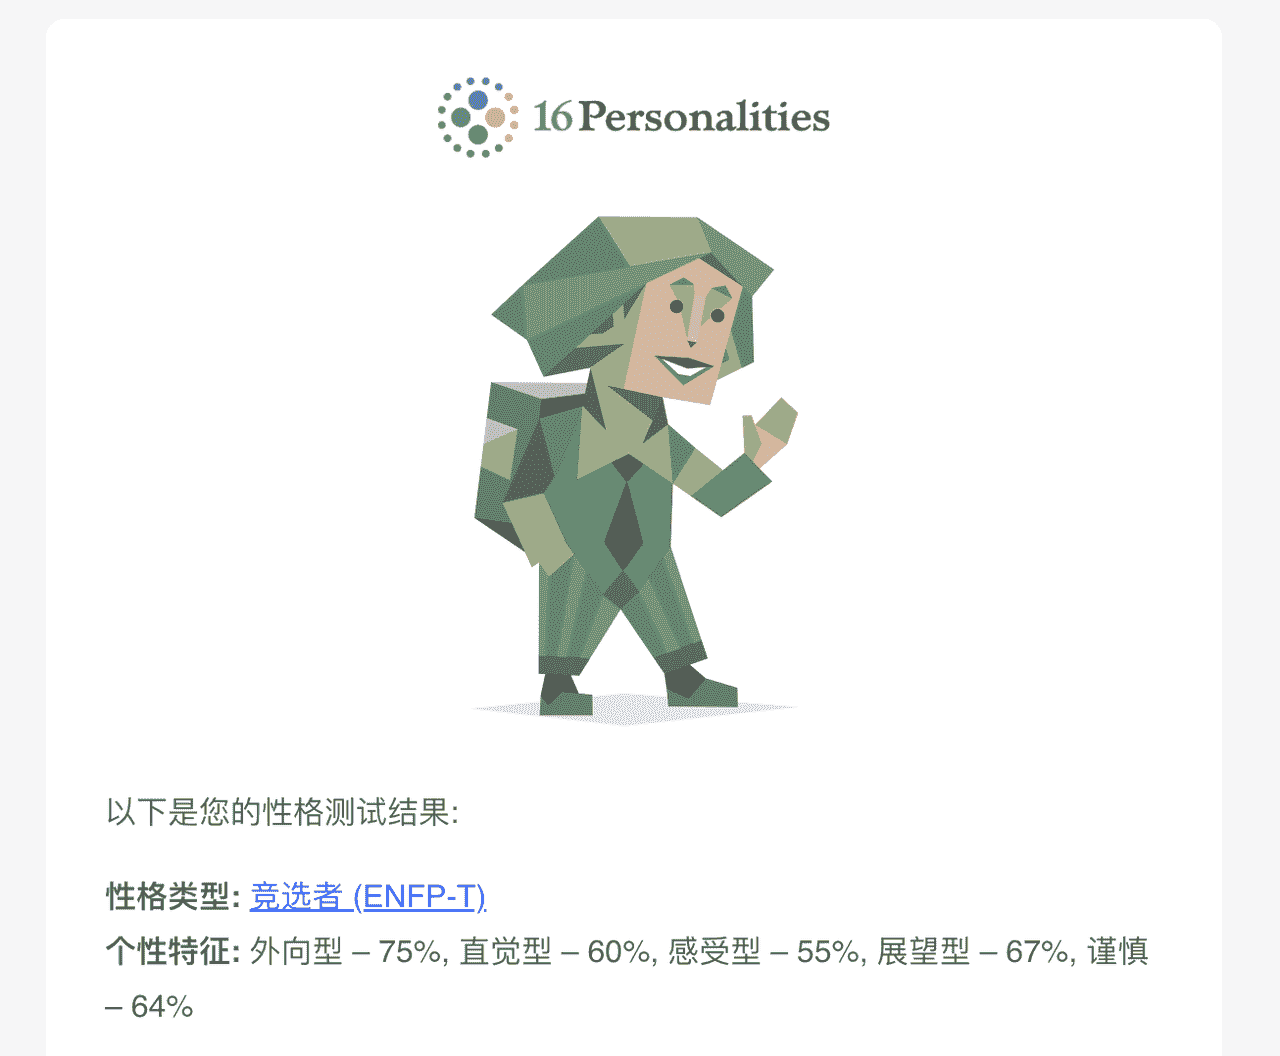 16Personalities
以下是您的性格测试结果:
性格类型: 竞选者 (ENFP-T)
个性特征: 外向型 – 75%, 直觉型 – 60%, 感受型 – 55%, 展望型 – 67%, 谨慎
– 64%